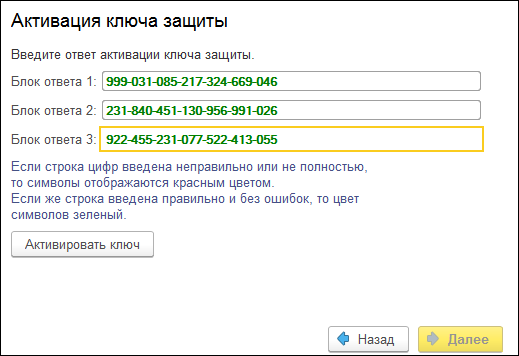 Активация ключа защиты
Введите ответ активации ключа защиты.
Блок ответа 1: 999-031-085-217-324-669-046
Блок ответа 2: 231-840-451-130-956-991-026
Блок ответа 3: 922-455-231-077-522-413-055
Если строка цифр введена неправильно или не полностью,
то символы отображаются красным цветом.
Если же строка введена правильно и без ошибок, то цвет
символов зеленый.
Активировать ключ
Назад Далее